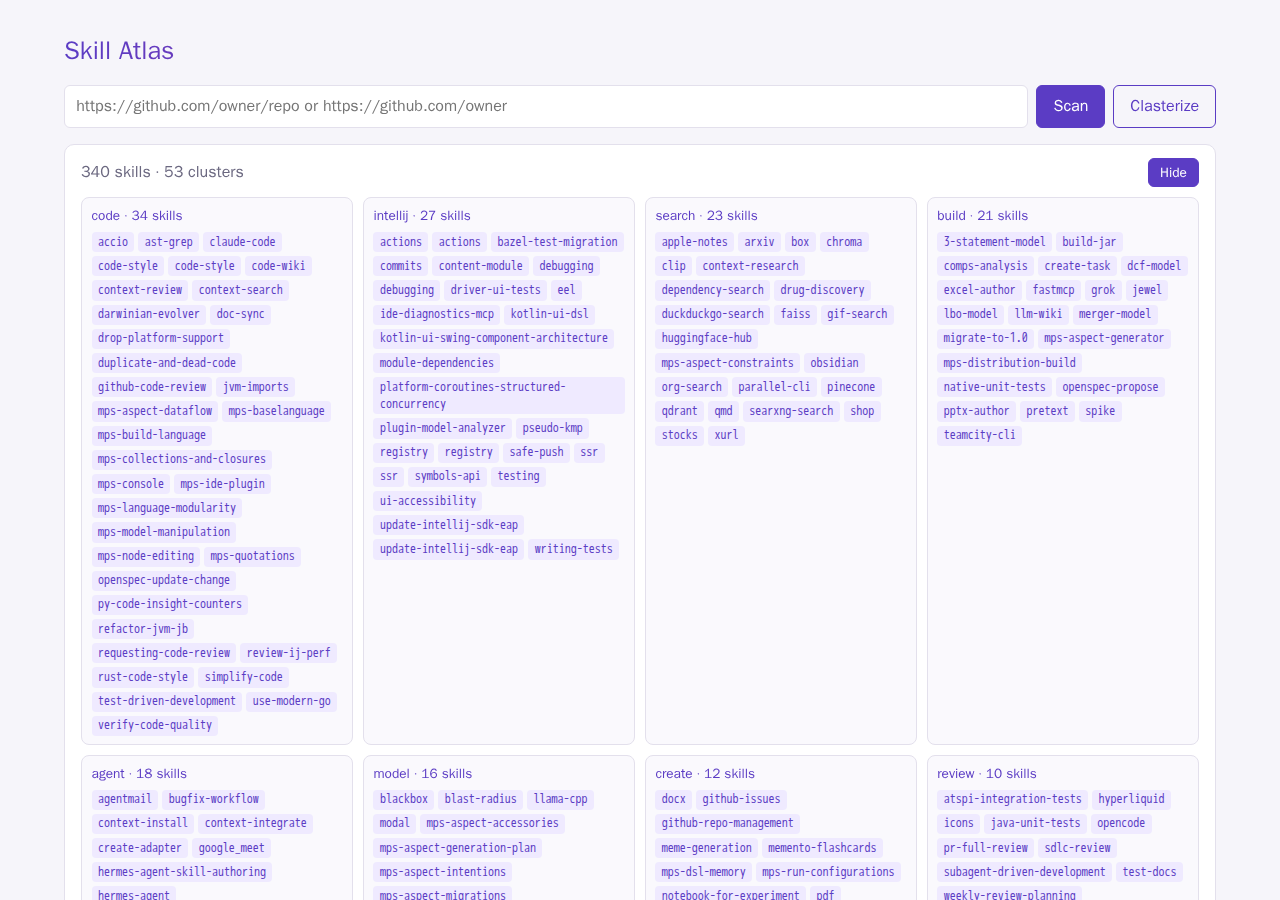 Skill Atlas
https://github.com/owner/repo or https://github.com/owner
Scan
Clasterize
340 skills · 53 clusters
Hide
code · 34 skills
accio ast-grep claude-code
code-style code-style code-wiki
context-review context-search
darwinian-evolver doc-sync
drop-platform-support
duplicate-and-dead-code
github-code-review jvm-imports
mps-aspect-dataflow mps-baselanguage
mps-build-language
mps-collections-and-closures
mps-console mps-ide-plugin
mps-language-modularity
mps-model-manipulation
mps-node-editing mps-quotations
openspec-update-change
py-code-insight-counters
refactor-jvm-jb
requesting-code-review review-ij-perf
rust-code-style simplify-code
test-driven-development use-modern-go
verify-code-quality
intellij · 27 skills
actions actions bazel-test-migration
commits content-module debugging
debugging driver-ui-tests eel
ide-diagnostics-mcp kotlin-ui-dsl
kotlin-ui-swing-component-architecture
module-dependencies
platform-coroutines-structured-
concurrency
plugin-model-analyzer pseudo-kmp
registry registry safe-push ssr
ssr symbols-api testing
ui-accessibility
update-intellij-sdk-eap
update-intellij-sdk-eap writing-tests
search · 23 skills
apple-notes arxiv box chroma
clip context-research
dependency-search drug-discovery
duckduckgo-search faiss gif-search
huggingface-hub
mps-aspect-constraints obsidian
org-search parallel-cli pinecone
qdrant qmd searxng-search shop
stocks xurl
build · 21 skills
3-statement-model build-jar
comps-analysis create-task dcf-model
excel-author fastmcp grok jewel
lbo-model llm-wiki merger-model
migrate-to-1.0 mps-aspect-generator
mps-distribution-build
native-unit-tests openspec-propose
pptx-author pretext spike
teamcity-cli
agent · 18 skills
agentmail bugfix-workflow
context-install context-integrate
create-adapter google_meet
hermes-agent-skill-authoring
hermes-agent
model · 16 skills
blackbox blast-radius llama-cpp
modal mps-aspect-accessories
mps-aspect-generation-plan
mps-aspect-intentions
mps-aspect-migrations
create · 12 skills
docx github-issues
github-repo-management
meme-generation memento-flashcards
mps-dsl-memory mps-run-configurations
notebook-for-experiment pdf
review · 10 skills
atspi-integration-tests hyperliquid
icons java-unit-tests opencode
pr-full-review sdlc-review
subagent-driven-development test-docs
weekly-review-planning